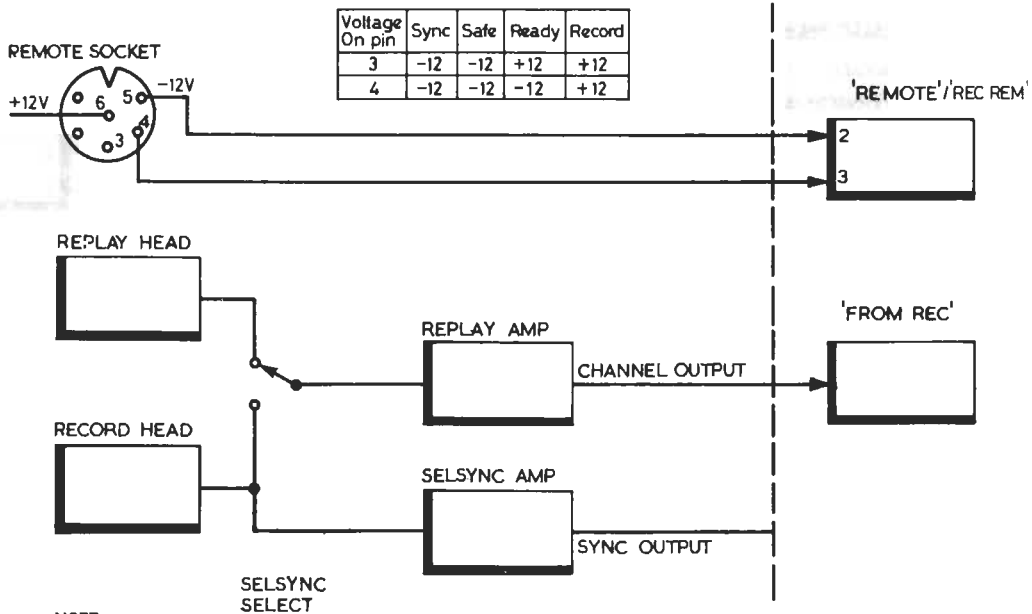 Voltage On pin Sync Safe Ready Record
3 -12 -12 +12 +12
4 -12 -12 -12 +12
REMOTE SOCKET
+12V
-12V
6
5
4
3
'REMOTE'/'REC REM'
2
3
REPLAY HEAD
REPLAY AMP
CHANNEL OUTPUT
'FROM REC'
RECORD HEAD
SELSYNC AMP
SYNC OUTPUT
SELSYNC
SELECT